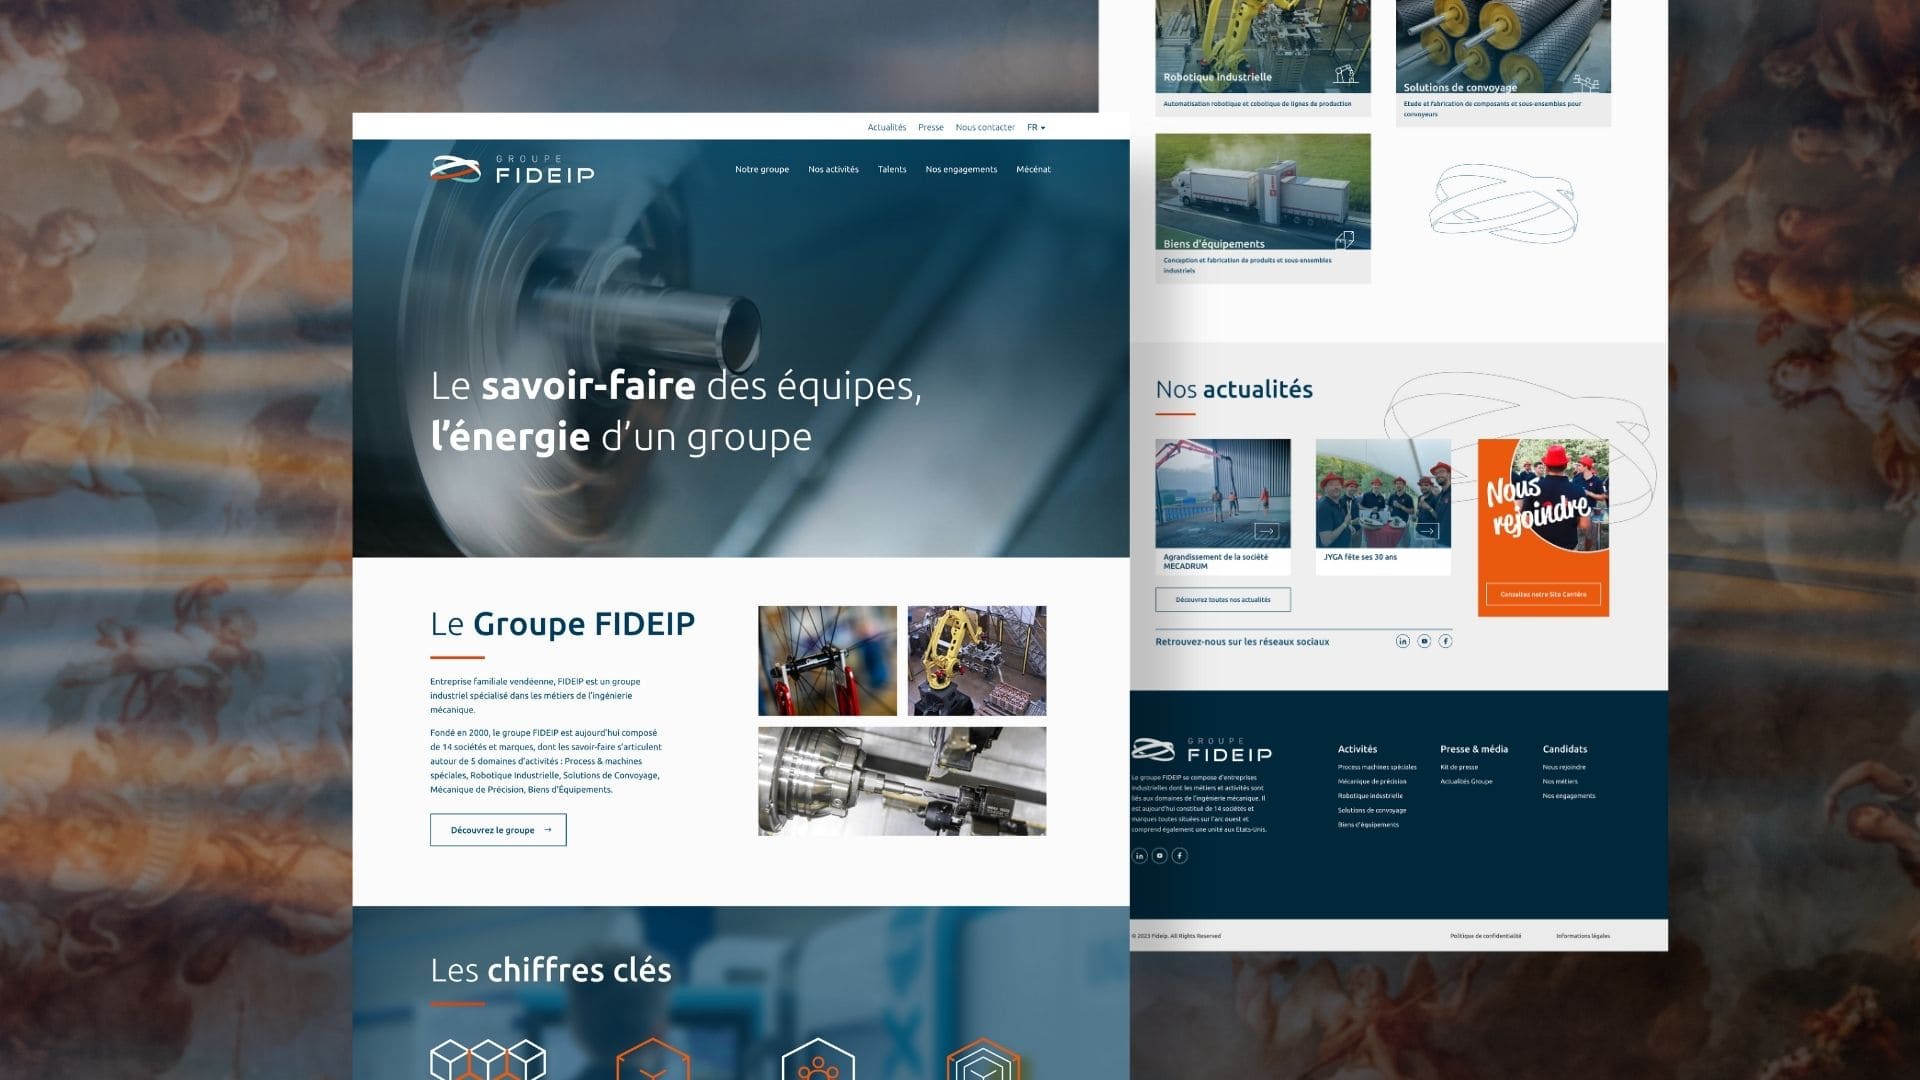 Actualités
Presse
Nous contacter
FR
GROUPE
FIDEIP
Notre groupe
Nos activités
Talents
Nos engagements
Mécénat
Le savoir-faire des équipes,
l'énergie d'un groupe
Le Groupe FIDEIP
Entreprise familiale vendéenne, FIDEIP est un groupe
industriel spécialisé dans les métiers de l'ingénierie
mécanique.
Fondé en 2000, le groupe FIDEIP est aujourd'hui composé
de 14 sociétés et marques, dont les savoir-faire s'articulent
autour de 5 domaines d'activités : Process & machines
spéciales, Robotique Industrielle, Solutions de Convoyage,
Mécanique de Précision, Biens d'Équipements.
Découvrez le groupe →
Les chiffres clés
Robotique industrielle
Automatisation robotique et cobotique de lignes de production
Solutions de convoyage
Etude et fabrication de composants et sous-ensembles pour
convoyeurs
Biens d'équipements
Conception et fabrication de produits et sous-ensembles
industriels
Nos actualités
Agrandissement de la société
MECADRUM
JYGA fête ses 30 ans
Nous
rejoindre
Consultez notre Site Carrière
Découvrez toutes nos actualités
Retrouvez-nous sur les réseaux sociaux
GROUPE
FIDEIP
Le groupe FIDEIP se compose d'entreprises
industrielles dont les métiers et activités sont
liés aux domaines de l'ingénierie mécanique. Il
est aujourd'hui constitué de 14 sociétés et
marques toutes situées sur l'arc ouest et
comprend également une unité aux Etats-Unis.
Activités
Process machines spéciales
Mécanique de précision
Robotique industrielle
Solutions de convoyage
Biens d'équipements
Presse & média
Kit de presse
Actualités Groupe
Candidats
Nous rejoindre
Nos métiers
Nos engagements
© 2023 Fideip. All Rights Reserved
Politique de confidentialité
Informations légales